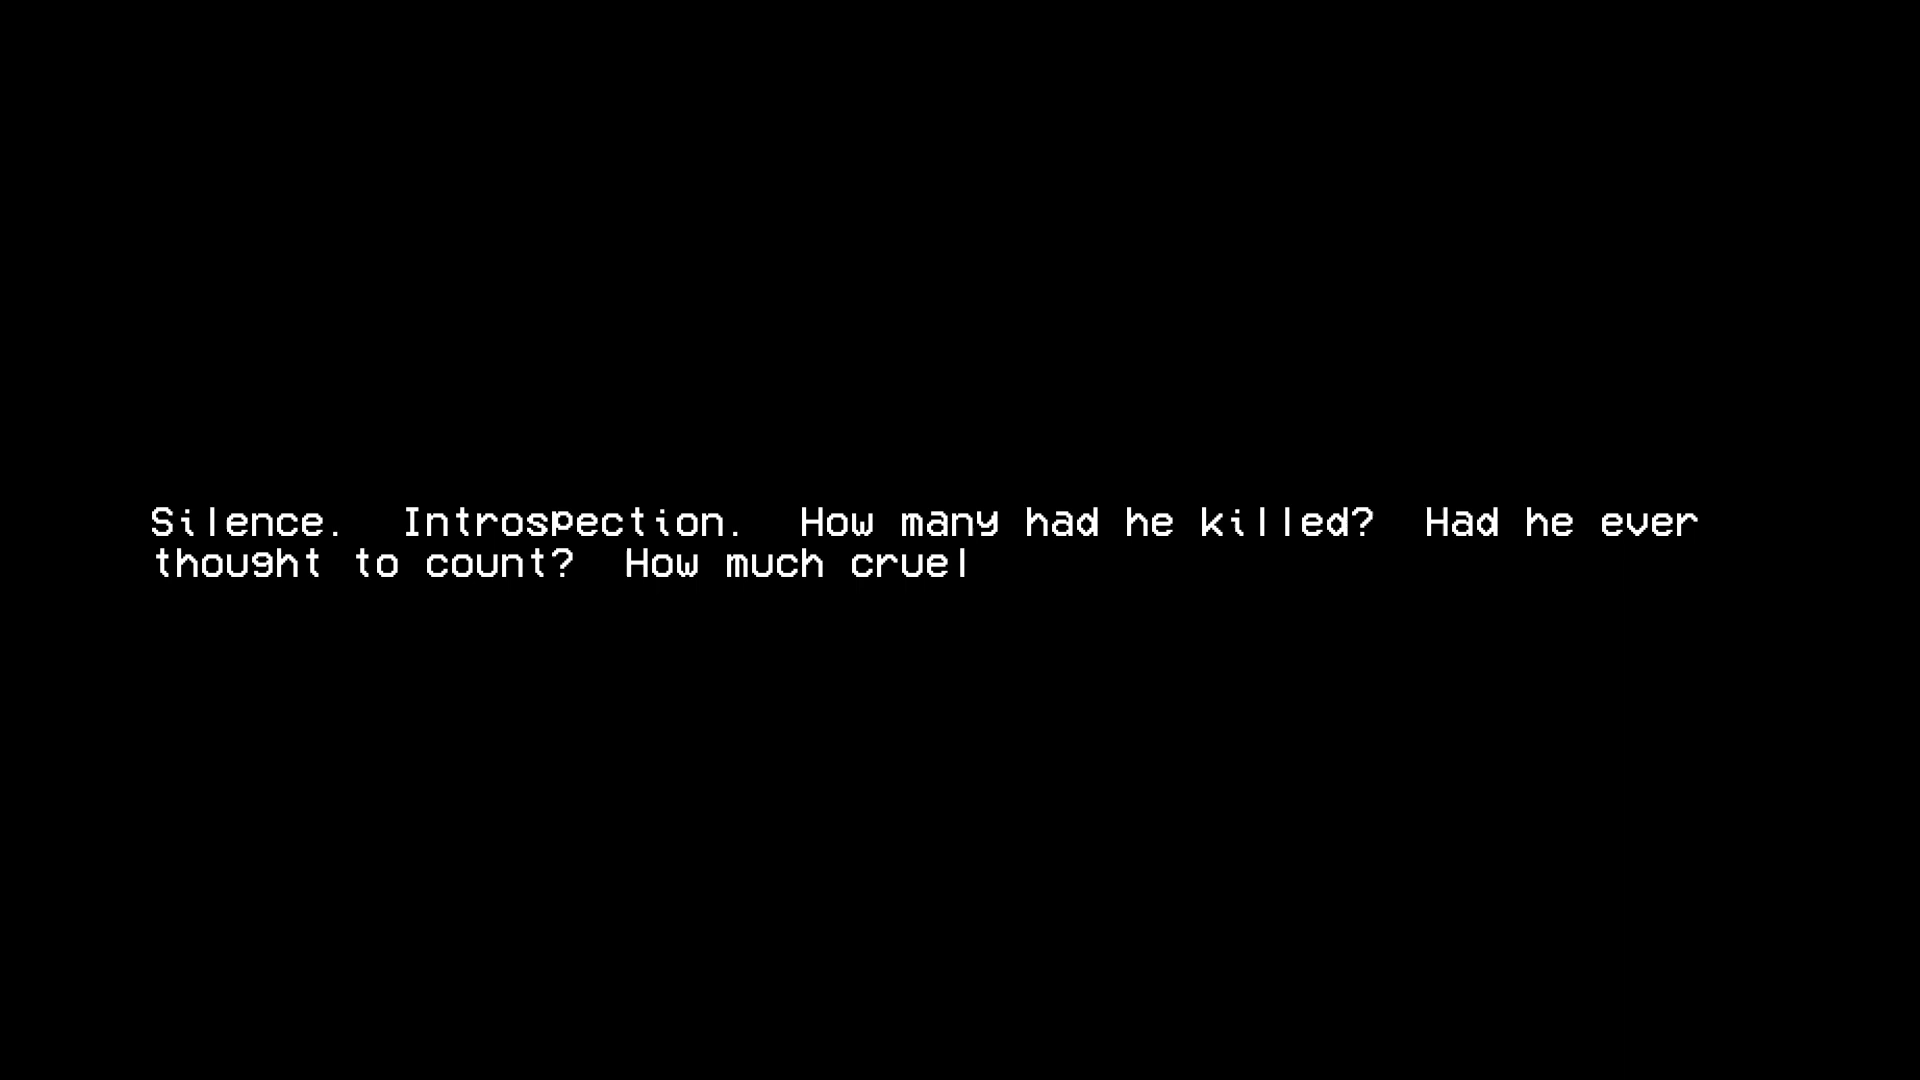 Silence.  Introspection.  How many had he killed?  Had he ever
thought to count?  How much cruel